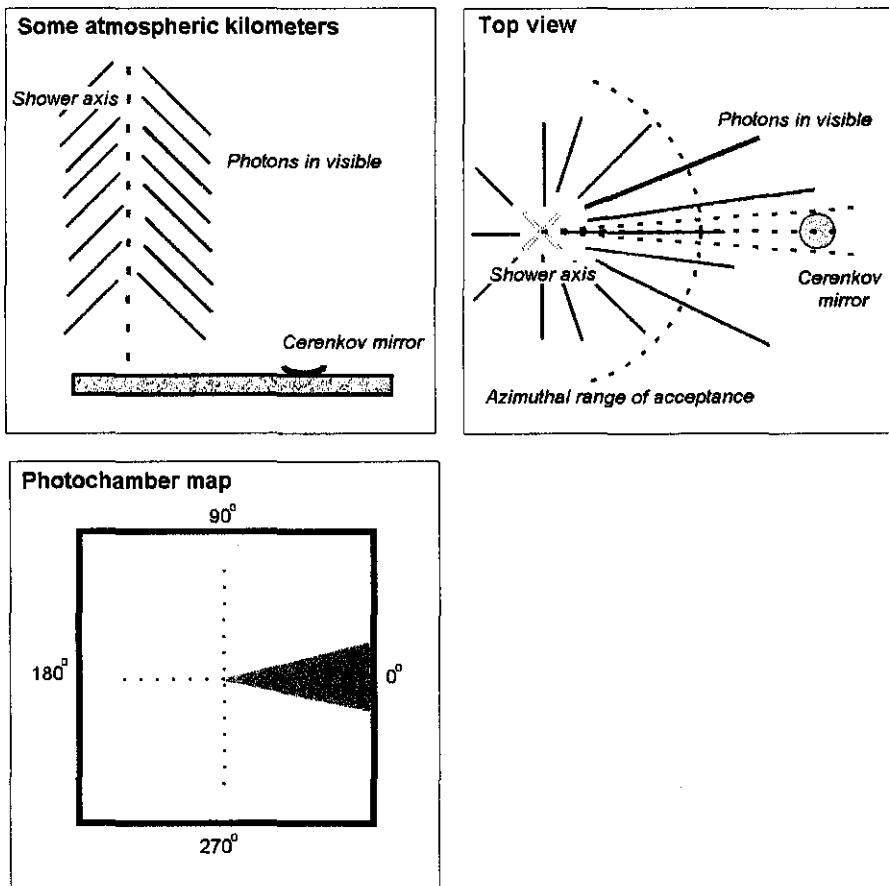 Some atmospheric kilometers
Shower axis
Photons in visible
Cerenkov mirror
Top view
Photons in visible
Shower axis
Cerenkov
mirror
Azimuthal range of acceptance
Photochamber map
90°
180°
0°
270°